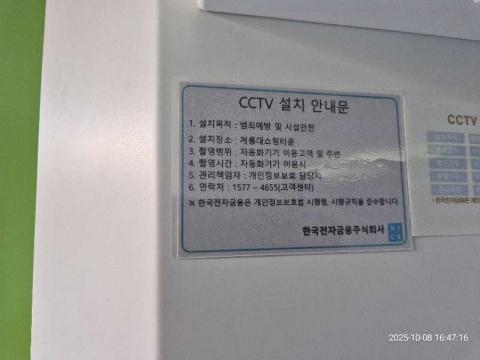 CCTV 설치 안내문
1. 설치목적 : 범죄예방 및 시설안전
2. 설치장소 : 계룡대쇼핑타운
3. 촬영범위 : 자동화기기 이용고객 및 주변
4. 촬영시간 : 자동화기기 이용시
5. 관리책임자 : 개인정보보호 담당자
6. 연락처 : 1577 - 4655(고객센터)
※ 한국전자금융은 개인정보보호법 시행령, 시행규칙을 준수합니다.
한국전자금융주식회사
NICE
CCTV
2025-10-08 16:47:16